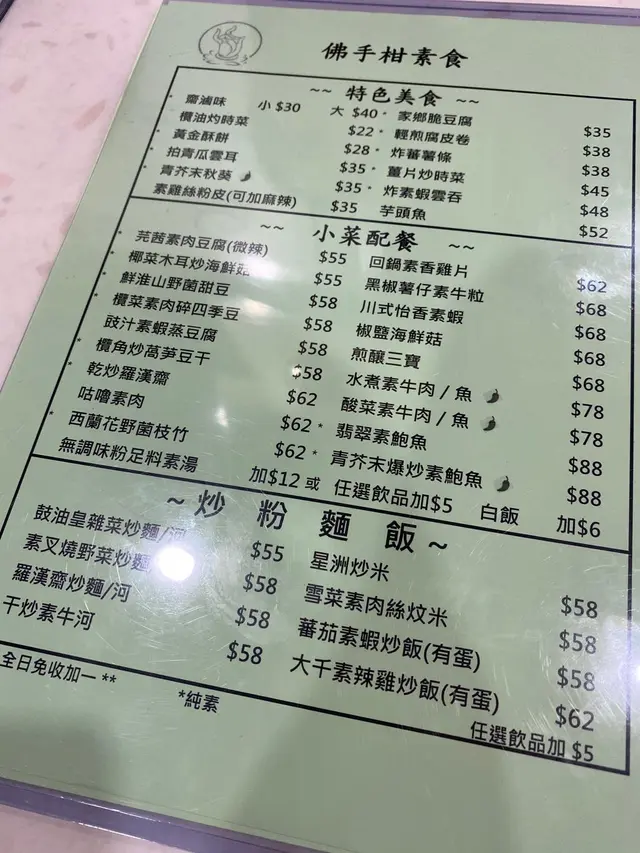 佛手柑素食
~~ 特色美食 ~~
齋滷味 小 $30 大 $40
欖油灼時菜 $22
黃金酥餅 $28
拍青瓜雲耳 $35
青芥末秋葵 $35
素雞絲粉皮(可加麻辣) $35
* 家鄉脆豆腐 $35
* 輕煎腐皮卷 $38
* 炸蕃薯條 $38
* 薑片炒時菜 $45
* 炸素蝦雲吞 $48
芋頭魚 $52
~~ 小菜配餐 ~~
* 芫茜素肉豆腐(微辣) $55
* 椰菜木耳炒海鮮菇 $55
* 鮮淮山野菌甜豆 $58
* 欖菜素肉碎四季豆 $58
豉汁素蝦蒸豆腐 $58
* 欖角炒萵笋豆干 $58
* 乾炒羅漢齋 $62
咕嚕素肉 $62
* 西蘭花野菌枝竹 $62
無調味粉足料素湯 加$12 或 任選飲品加$5 白飯 加$6
回鍋素香雞片 $62
黑椒薯仔素牛粒 $68
川式怡香素蝦 $68
椒鹽海鮮菇 $68
煎釀三寶 $68
水煮素牛肉 / 魚 $78
酸菜素牛肉 / 魚 $78
* 翡翠素鮑魚 $88
* 青芥末爆炒素鮑魚 $88
~ 炒 粉 麵 飯 ~
豉油皇雜菜炒麵/河 $55
素叉燒野菜炒麵 $58
羅漢齋炒麵/河 $58
干炒素牛河 $58
星洲炒米 $58
雪菜素肉絲炆米 $58
蕃茄素蝦炒飯(有蛋) $58
大千素辣雞炒飯(有蛋) $62
任選飲品加 $5
全日免收加一 ** *純素